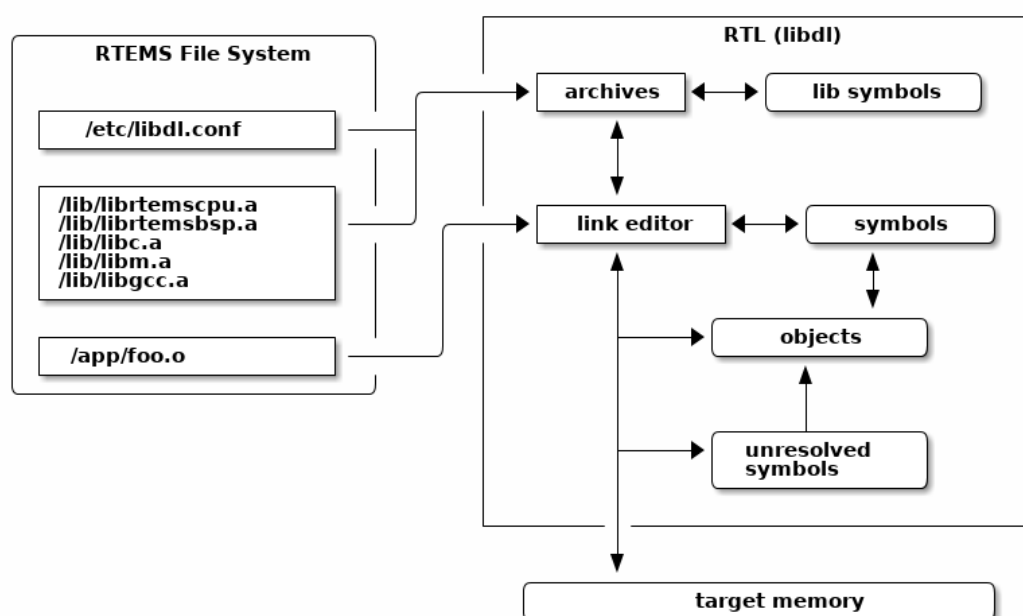 RTEMS File System
/etc/libdl.conf
/lib/librtemscpu.a
/lib/librtemsbsp.a
/lib/libc.a
/lib/libm.a
/lib/libgcc.a
/app/foo.o
RTL (libdl)
archives
lib symbols
link editor
symbols
objects
unresolved
symbols
target memory